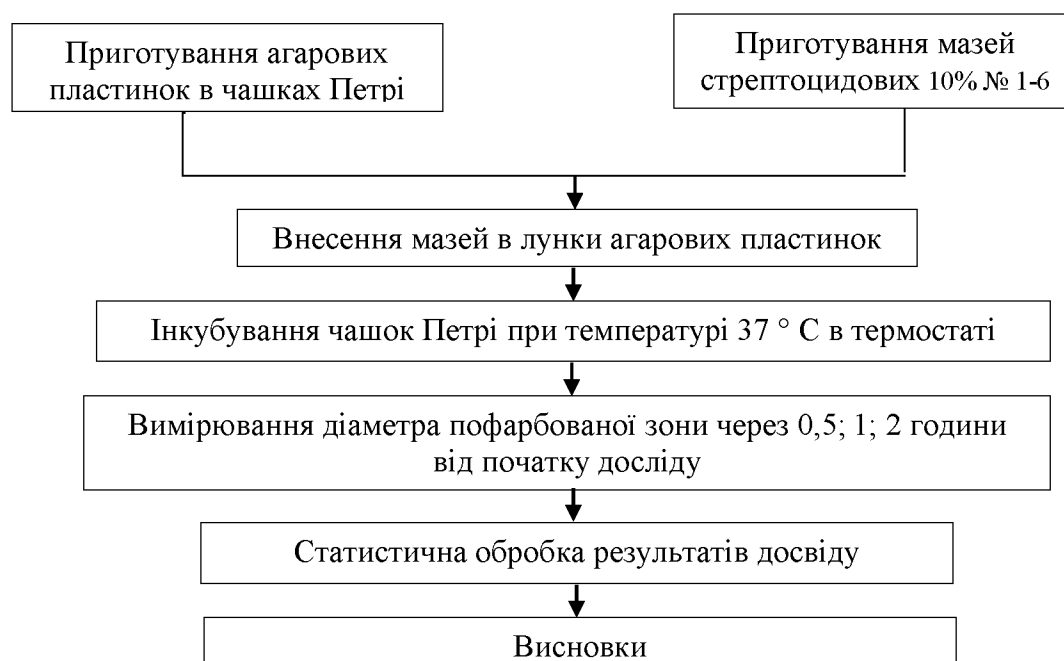 Приготування агарових
пластинок в чашках Петрі
Приготування мазей
стрептоцидових 10% № 1-6
Внесення мазей в лунки агарових пластинок
Інкубування чашок Петрі при температурі 37 ° С в термостаті
Вимірювання діаметра пофарбованої зони через 0,5; 1; 2 години
від початку досліду
Статистична обробка результатів досвіду
Висновки